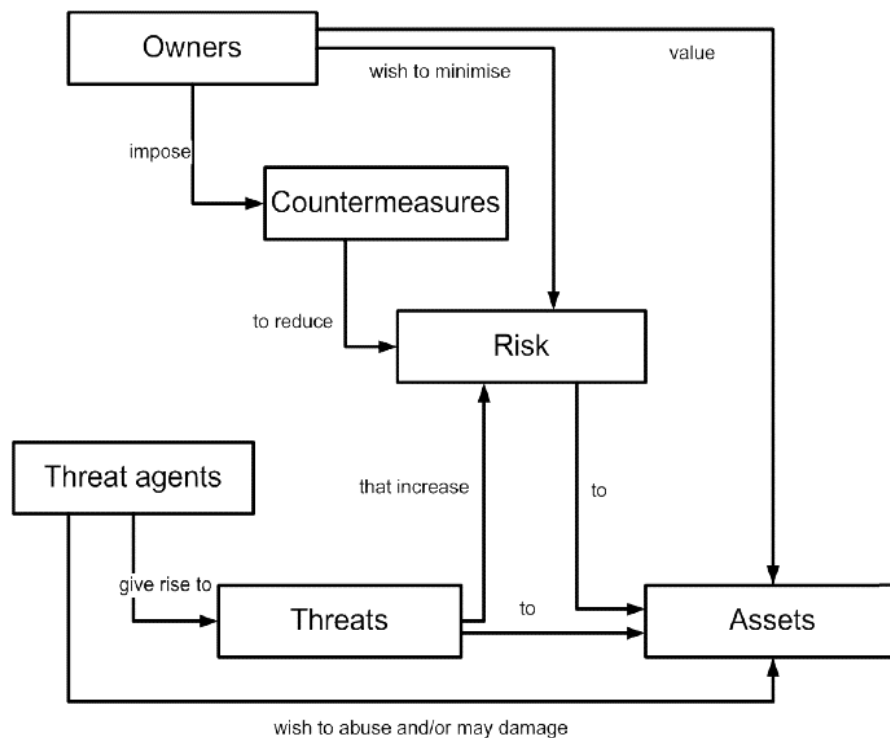 Owners
value
wish to minimise
impose
Countermeasures
to reduce
Risk
Threat agents
that increase
to
give rise to
Threats
to
Assets
wish to abuse and/or may damage